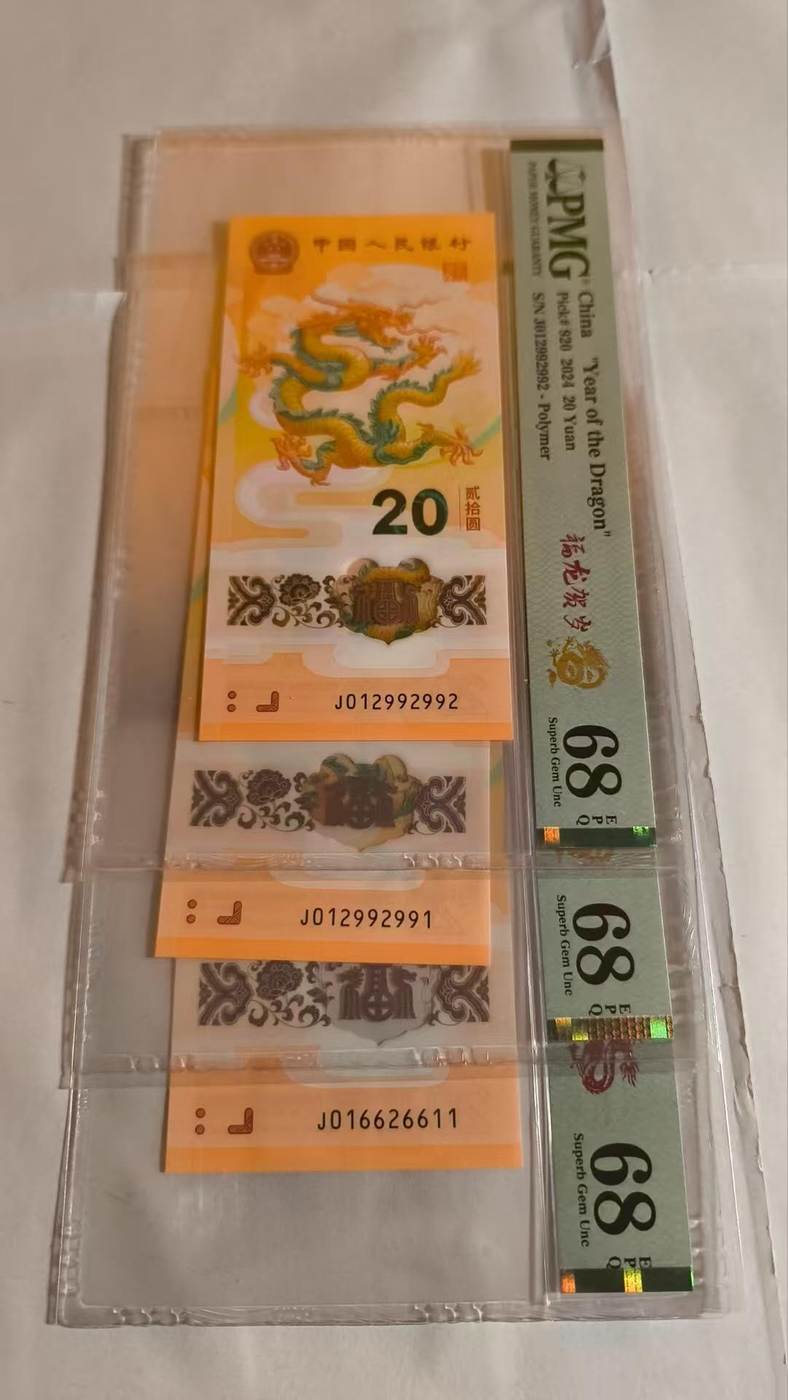 中国人民银行
20
贰拾圆
J012992992
J012992991
J016626611
PMG
PAPER MONEY GUARANTY
China "Year of the Dragon"
Pick# 920 2024 20 Yuan
S/N J012992992 - Polymer
福龙贺岁
68 EPQ
Superb Gem Unc
68 EPQ
Superb Gem Unc
68 EPQ
Superb Gem Unc